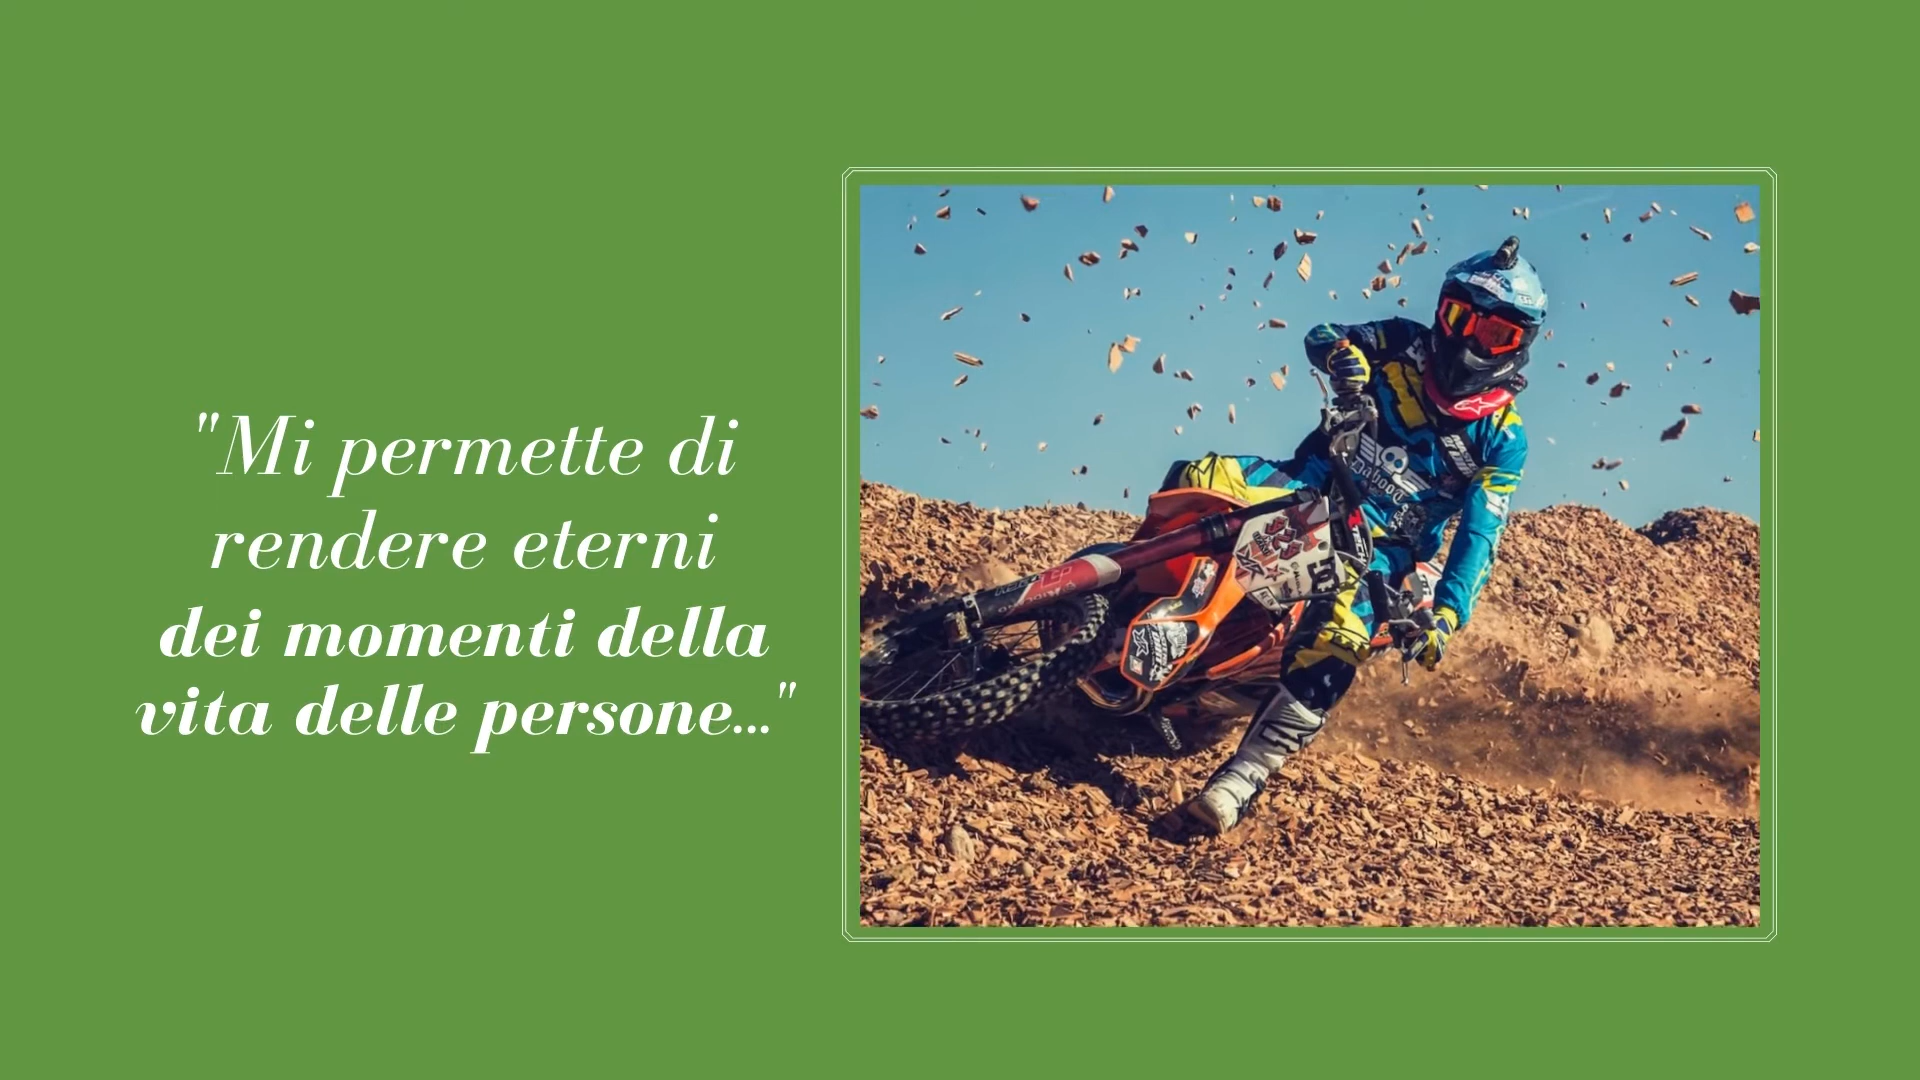 "Mi permette di
rendere eterni
dei momenti della
vita delle persone..."